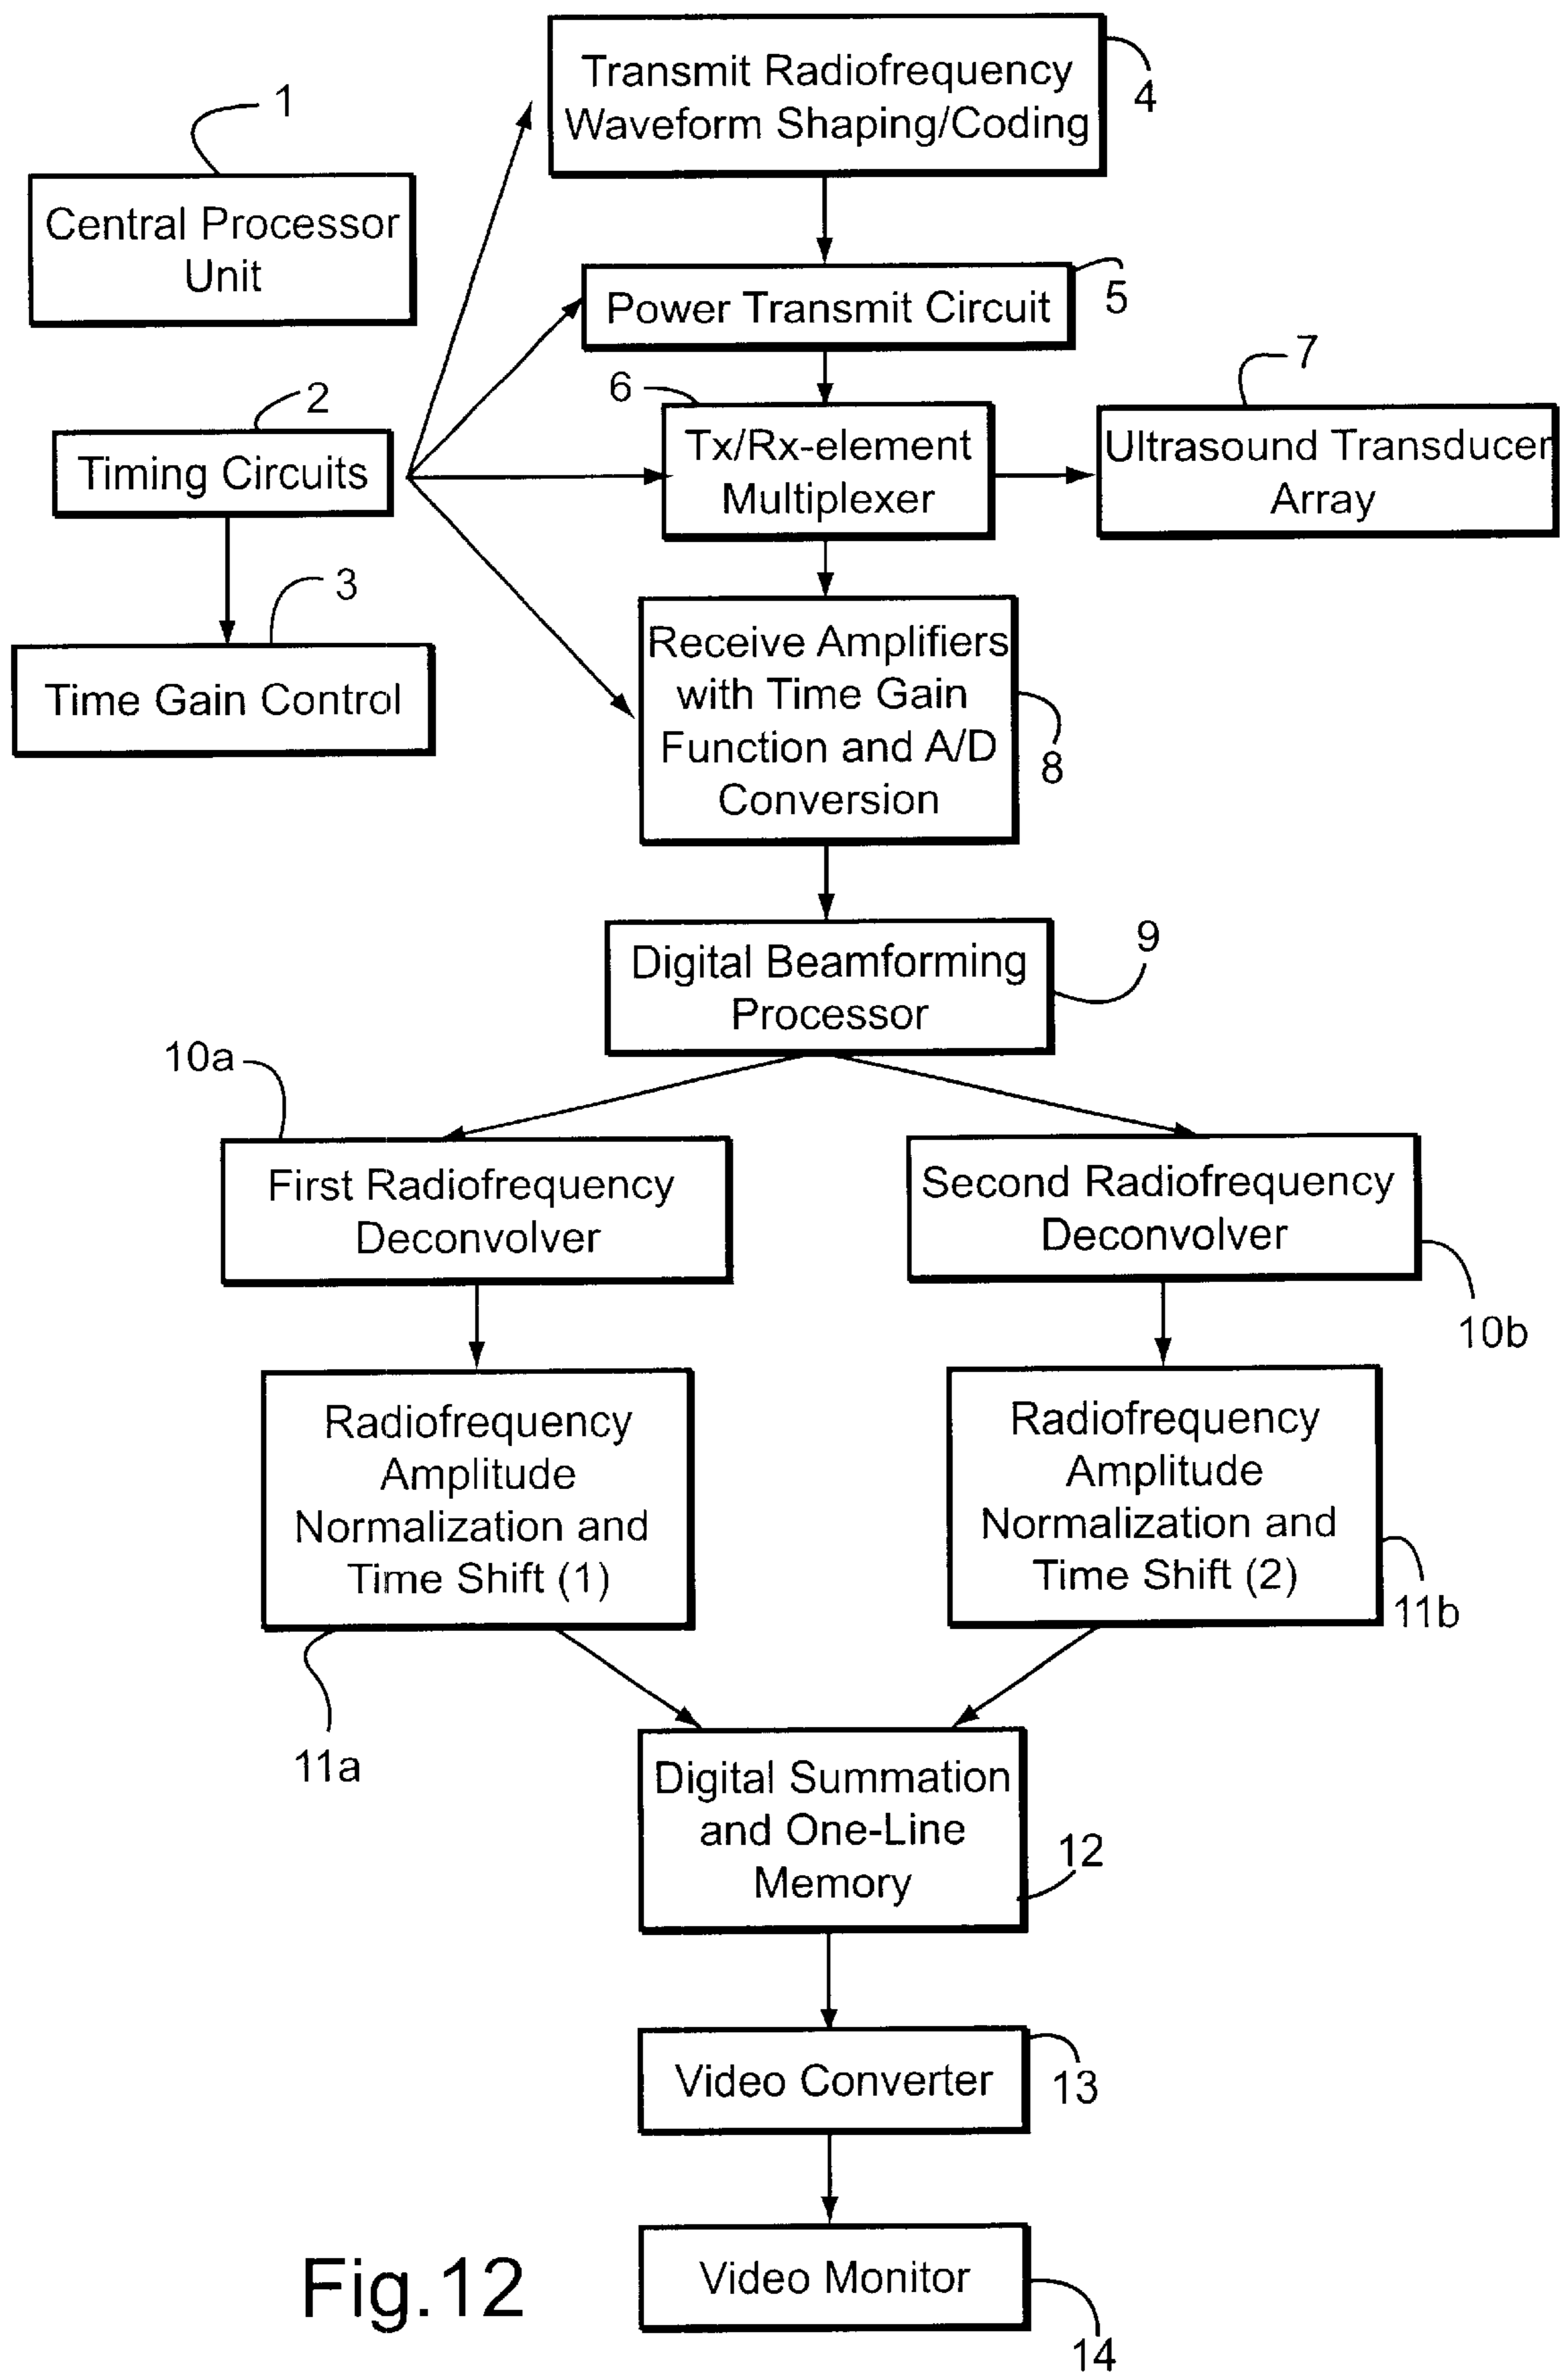 Transmit Radiofrequency
Waveform Shaping/Coding
4
1
Central Processor
Unit
Power Transmit Circuit
5
2
Timing Circuits
6
Tx/Rx-element
Multiplexer
7
Ultrasound Transducer
Array
3
Time Gain Control
Receive Amplifiers
with Time Gain
Function and A/D
Conversion
8
Digital Beamforming
Processor
9
10a
First Radiofrequency
Deconvolver
Second Radiofrequency
Deconvolver
10b
Radiofrequency
Amplitude
Normalization and
Time Shift (1)
11a
Radiofrequency
Amplitude
Normalization and
Time Shift (2)
11b
Digital Summation
and One-Line
Memory
12
Video Converter
13
Video Monitor
14
Fig.12